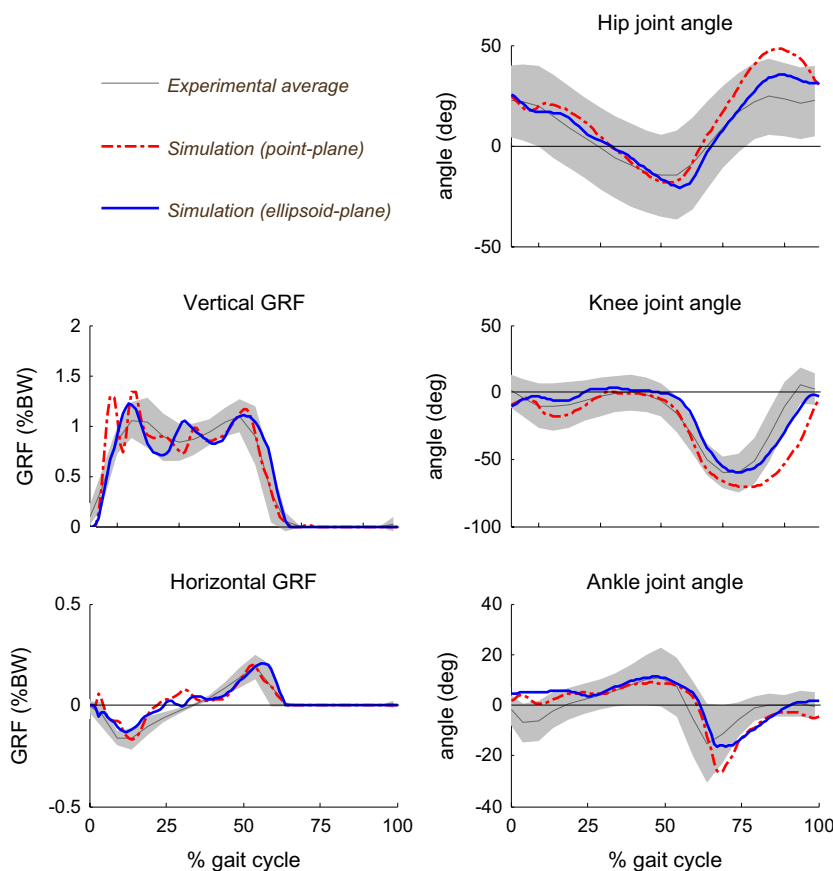 Experimental average
Simulation (point-plane)
Simulation (ellipsoid-plane)
Hip joint angle
angle (deg)
50
0
-50
Vertical GRF
GRF (%BW)
2
1.5
1
0.5
0
Knee joint angle
angle (deg)
50
0
-50
-100
Horizontal GRF
GRF (%BW)
0.5
0
-0.5
0 25 50 75 100
% gait cycle
Ankle joint angle
angle (deg)
40
20
0
-20
-40
0 25 50 75 100
% gait cycle